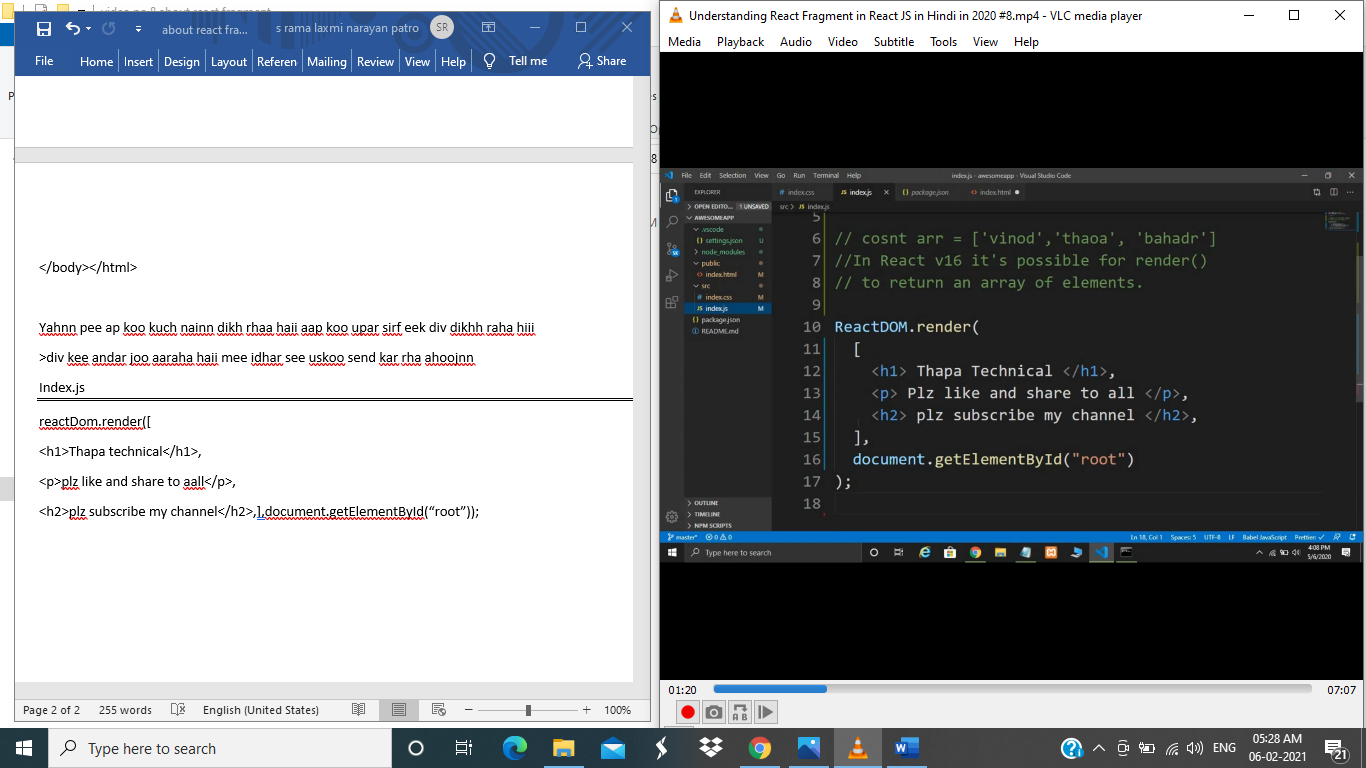 video no 8 about react fragment
about react fra...
s rama laxmi narayan patro
SR
File Home Insert Design Layout Referen Mailing Review View Help Tell me Share
</body></html>
Yahnn pee ap koo kuch nainn dikh rhaa haii aap koo upar sirf eek div dikhh raha hiii
>div kee andar joo aaraha haii mee idhar see uskoo send kar rha ahoojnn
Index.js
reactDom.render([
<h1>Thapa technical</h1>,
<p>plz like and share to aall</p>,
<h2>plz subscribe my channel</h2>,],document.getElementById(“root”));
Page 2 of 2 255 words English (United States) 100%
Understanding React Fragment in React JS in Hindi in 2020 #8.mp4 - VLC media player
Media Playback Audio Video Subtitle Tools View Help
File Edit Selection View Go Run Terminal Help
index.js - awesomeapp - Visual Studio Code
EXPLORER
# index.css
JS index.js
{} package.json
<> index.html
OPEN EDITO... 1 UNSAVED
src > JS index.js
AWESOMEAPP
.vscode
{} settings.json U
node_modules
public
<> index.html M
src
# index.css M
JS index.js M
{} package.json
README.md
OUTLINE
TIMELINE
NPM SCRIPTS
5
6 // cosnt arr = ['vinod','thaoa', 'bahadr']
7 //In React v16 it's possible for render()
8 // to return an array of elements.
9
10 ReactDOM.render(
11 [
12 <h1> Thapa Technical </h1>,
13 <p> Plz like and share to all </p>,
14 <h2> plz subscribe my channel </h2>,
15 ],
16 document.getElementById("root")
17 );
18
master* 0 0 Ln 18, Col 1 Spaces: 5 UTF-8 LF Babel JavaScript Prettier: ✓
Type here to search
4:08 PM
5/6/2020
01:20
07:07
Type here to search
ENG
05:28 AM
06-02-2021
21